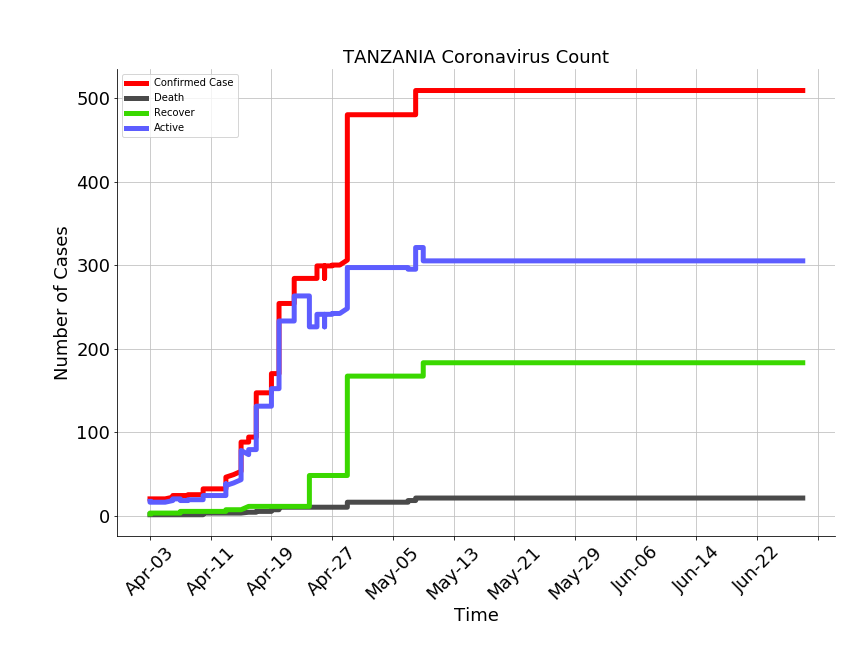 TANZANIA Coronavirus Count
Confirmed Case
Death
Recover
Active
Number of Cases
500
400
300
200
100
0
Apr-03
Apr-11
Apr-19
Apr-27
May-05
May-13
May-21
May-29
Jun-06
Jun-14
Jun-22
Time